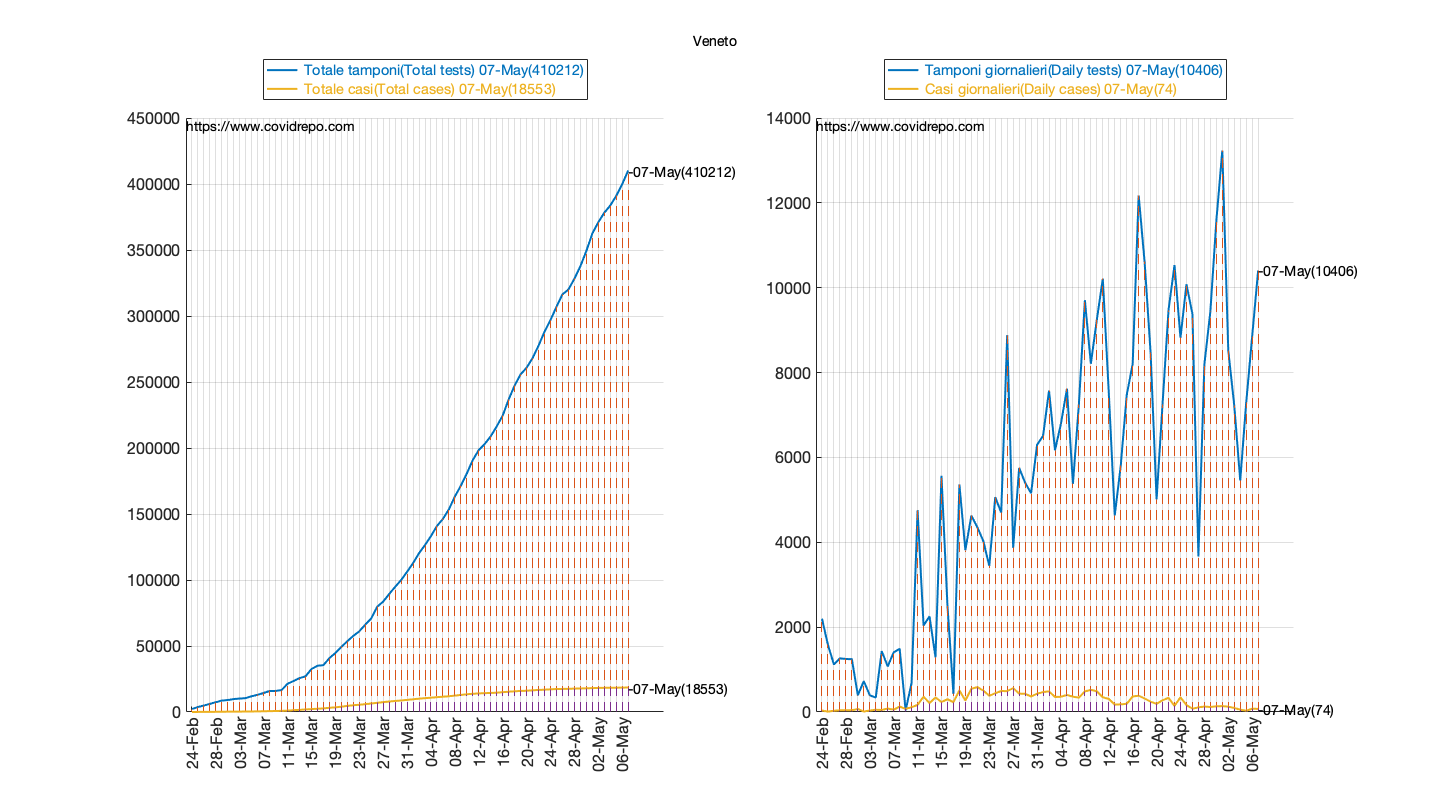 Veneto
Totale tamponi(Total tests) 07-May(410212)
Totale casi(Total cases) 07-May(18553)
450000
400000
350000
300000
250000
200000
150000
100000
50000
0
https://www.covidrepo.com
07-May(410212)
07-May(18553)
24-Feb
28-Feb
03-Mar
07-Mar
11-Mar
15-Mar
19-Mar
23-Mar
27-Mar
31-Mar
04-Apr
08-Apr
12-Apr
16-Apr
20-Apr
24-Apr
28-Apr
02-May
06-May
Tamponi giornalieri(Daily tests) 07-May(10406)
Casi giornalieri(Daily cases) 07-May(74)
14000
12000
10000
8000
6000
4000
2000
0
https://www.covidrepo.com
07-May(10406)
07-May(74)
24-Feb
28-Feb
03-Mar
07-Mar
11-Mar
15-Mar
19-Mar
23-Mar
27-Mar
31-Mar
04-Apr
08-Apr
12-Apr
16-Apr
20-Apr
24-Apr
28-Apr
02-May
06-May